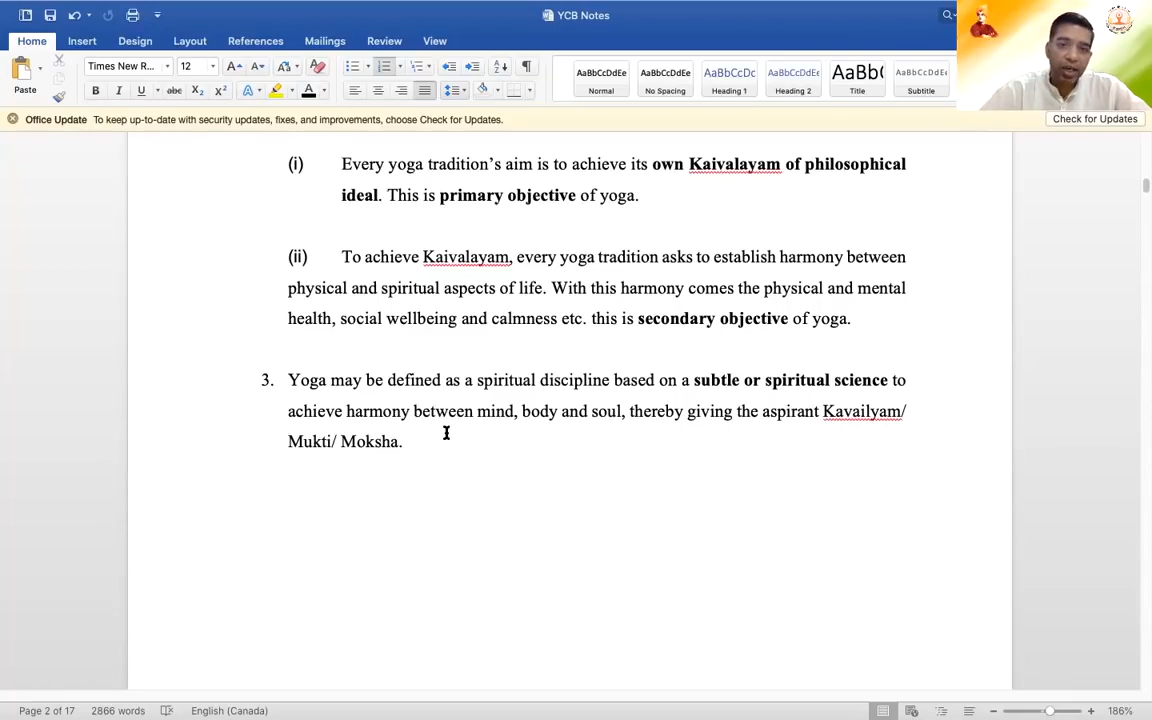 YCB Notes
Home Insert Design Layout References Mailings Review View
Times New R... 12
Paste
AaBbCcDdEe AaBbCcDdEe AaBbCcDc AaBbCcDdEe AaBb( AaBbCcDdEe
Normal No Spacing Heading 1 Heading 2 Title Subtitle
Office Update To keep up-to-date with security updates, fixes, and improvements, choose Check for Updates. Check for Updates
(i) Every yoga tradition's aim is to achieve its own Kaivalayam of philosophical
ideal. This is primary objective of yoga.
(ii) To achieve Kaivalayam, every yoga tradition asks to establish harmony between
physical and spiritual aspects of life. With this harmony comes the physical and mental
health, social wellbeing and calmness etc. this is secondary objective of yoga.
3. Yoga may be defined as a spiritual discipline based on a subtle or spiritual science to
achieve harmony between mind, body and soul, thereby giving the aspirant Kavailyam/
Mukti/ Moksha.
Page 2 of 17 2866 words English (Canada) 186%